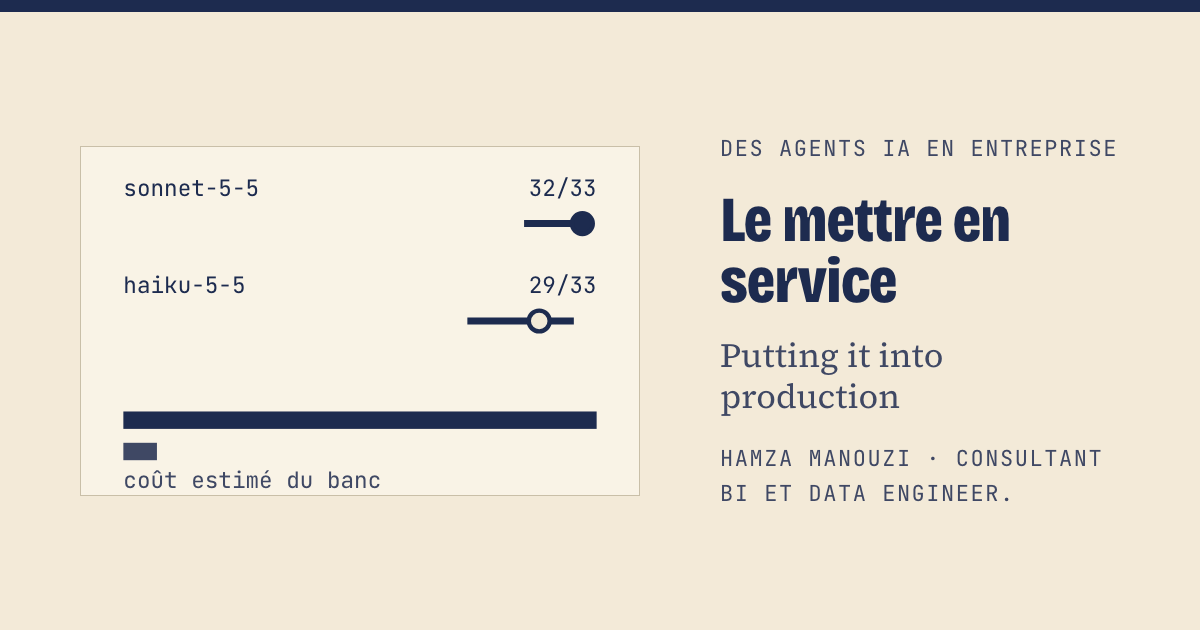 sonnet-5-5 32/33
haiku-5-5 29/33
coût estimé du banc
DES AGENTS IA EN ENTREPRISE
Le mettre en
service
Putting it into
production
HAMZA MANOUZI · CONSULTANT
BI ET DATA ENGINEER.